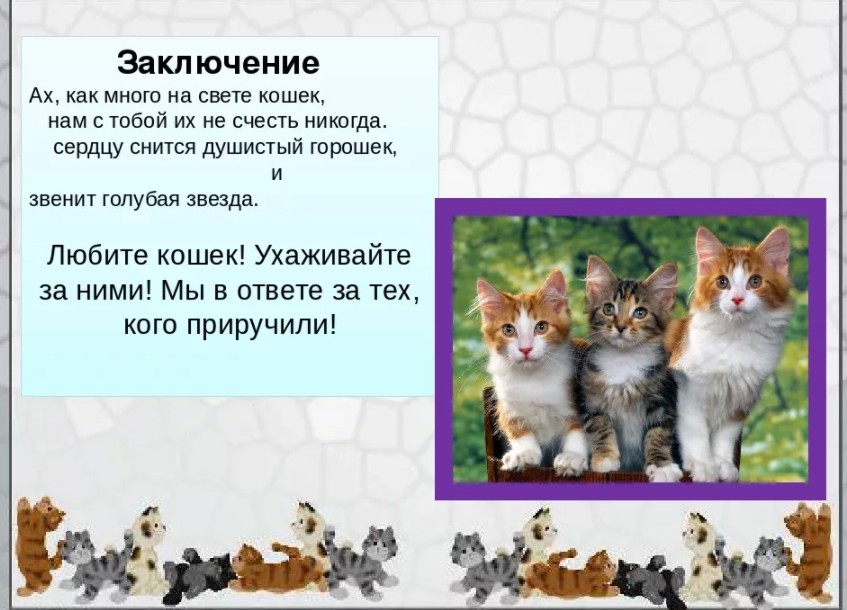 Заключение
Ах, как много на свете кошек,
нам с тобой их не счесть никогда.
сердцу снится душистый горошек,
и
звенит голубая звезда.
Любите кошек! Ухаживайте
за ними! Мы в ответе за тех,
кого приручили!